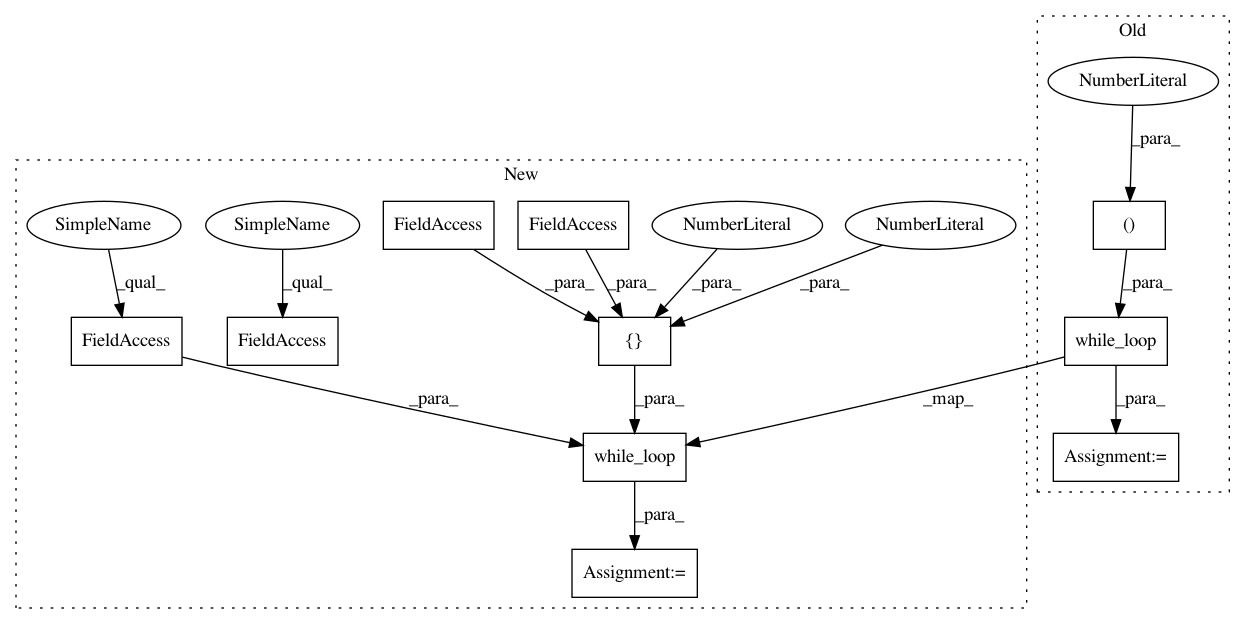 Old
NumberLiteral
_para_
New
SimpleName
SimpleName
FieldAccess
FieldAccess
NumberLiteral
NumberLiteral
()
_qual_
_qual_
_para_
_para_
_para_
_para_
_para_
FieldAccess
FieldAccess
{}
while_loop
_para_
_para_
_map_
_para_
while_loop
Assignment:=
_para_
Assignment:=